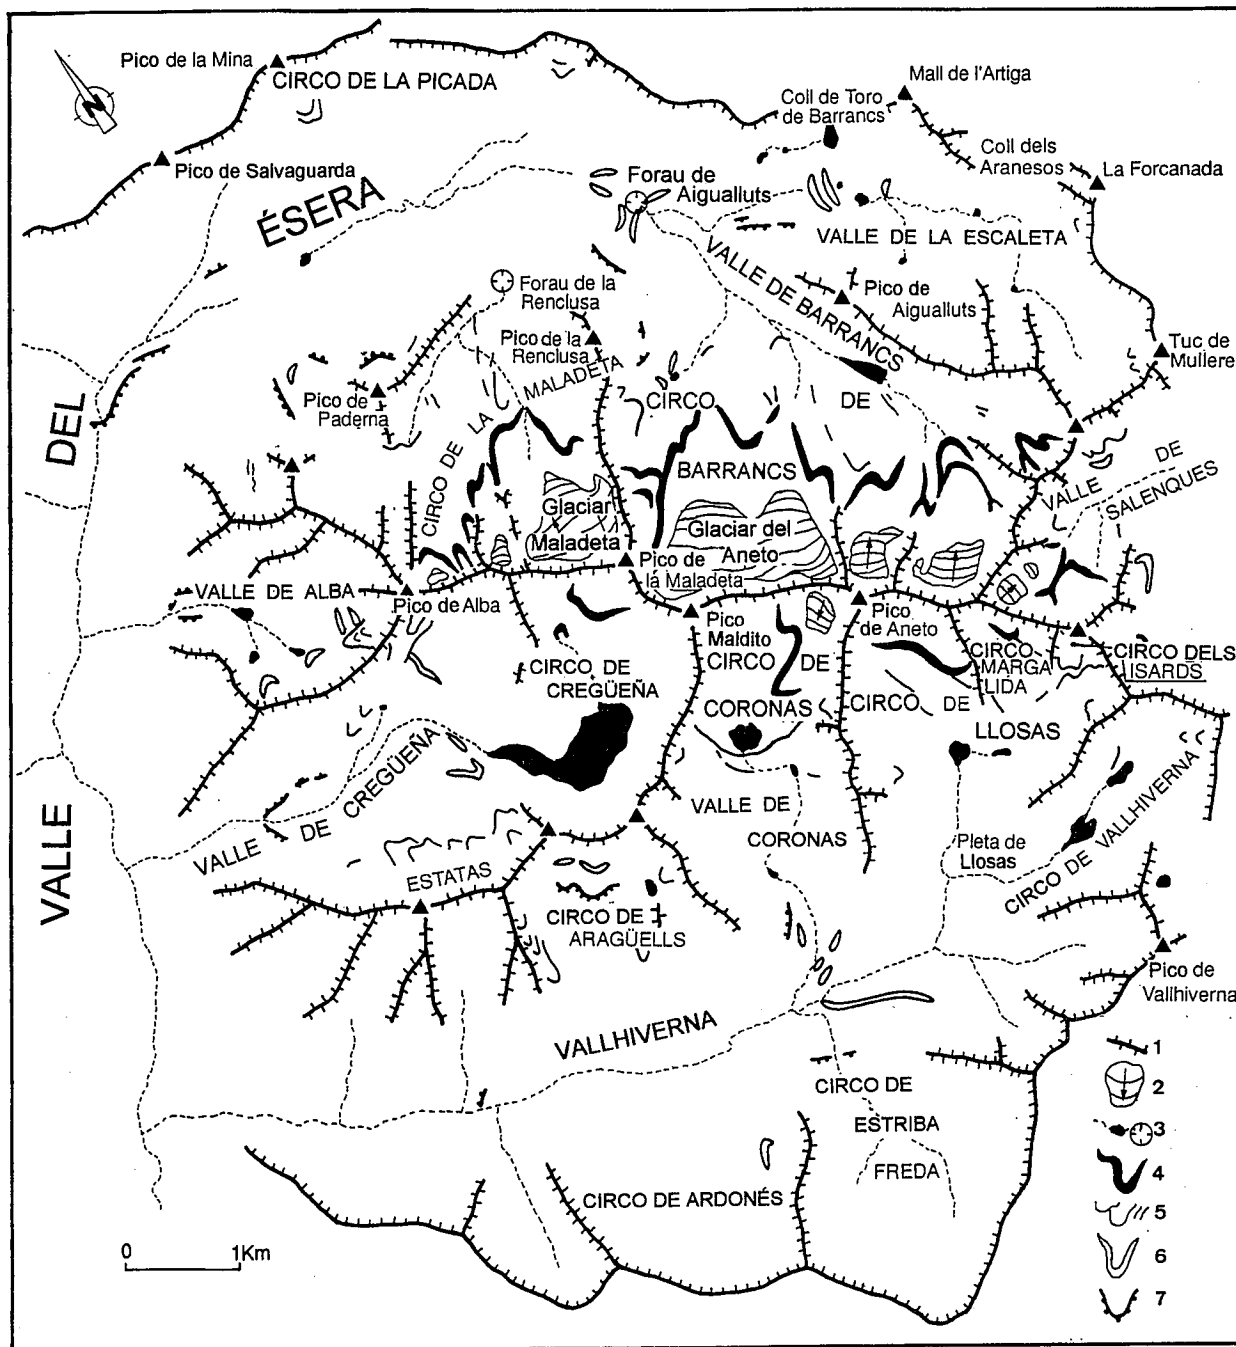 Pico de la Mina
CIRCO DE LA PICADA
N
Mall de l'Artiga
Coll de Toro
de Barrancs
Coll dels
Aranesos
La Forcanada
Pico de Salvaguarda
Forau de
Aigualluts
ÉSERA
VALLE DE LA ESCALETA
VALLE DE BARRANCS
Forau de la
Renclusa
Pico de
Aigualluts
Pico de la
Renclusa
Tuc de
Mullere
Pico de
Paderna
CIRCO DE LA MALADETA
CIRCO
DE
BARRANCS
DEL
VALLE DE
SALENQUES
Glaciar
Maladeta
Glaciar del
Aneto
Pico de
la Maladeta
VALLE DE ALBA
Pico de Alba
Pico
Maldito
Pico
de Aneto
CIRCO DE
CREGÜEÑA
CIRCO DE
CORONAS
CIRCO DE
LLOSAS
CIRCO
MARGA
LIDA
CIRCO DELS
ISARDS
VALLE DE CREGÜEÑA
VALLE DE
CORONAS
Pleta de
Llosas
CIRCO DE VALLHIVERNA
VALLE
ESTATAS
CIRCO DE
ARAGÜELLS
Pico de
Vallhiverna
VALLHIVERNA
CIRCO DE
ESTRIBA
FREDA
CIRCO DE ARDONÉS
0 1Km
1
2
3
4
5
6
7